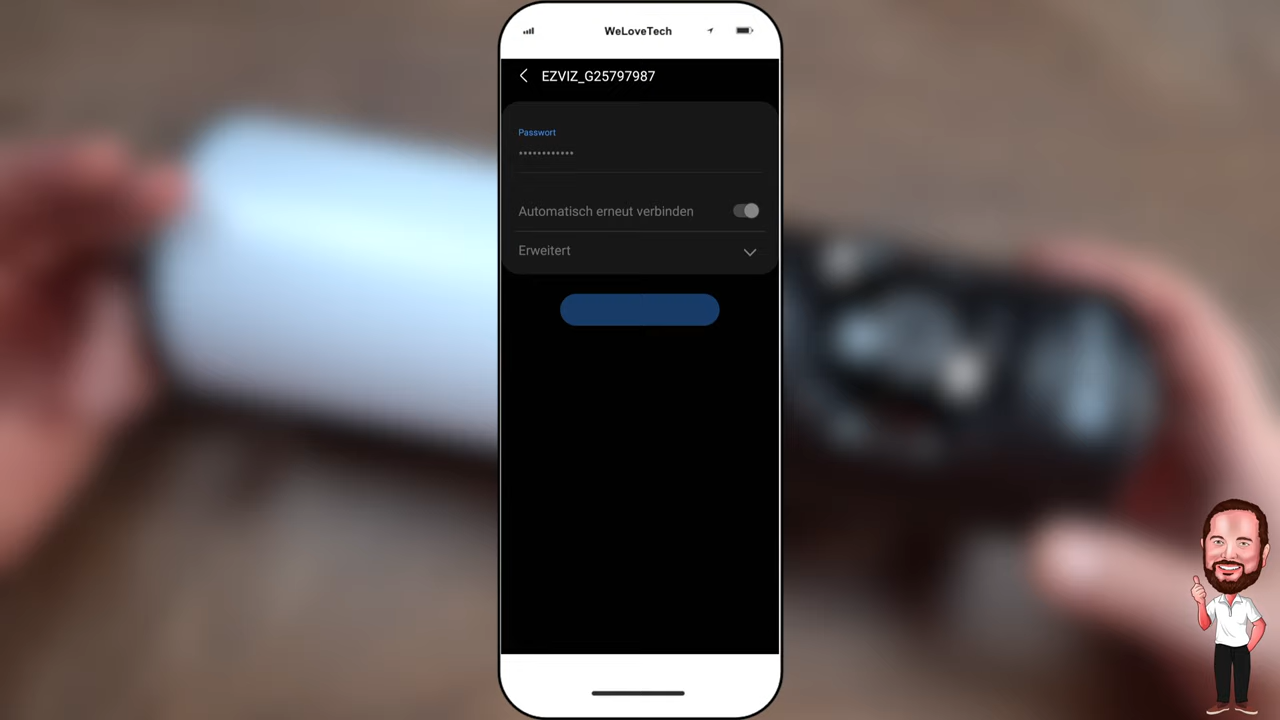 WeLoveTech
EZVIZ_G25797987
Passwort
************
Automatisch erneut verbinden
Erweitert